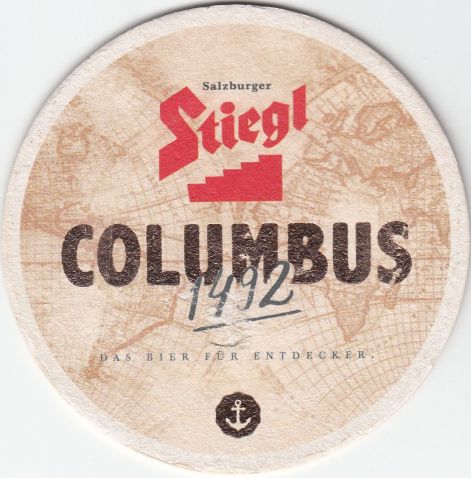 Salzburger
Stiegl
COLUMBUS
1492
DAS BIER FÜR ENTDECKER.